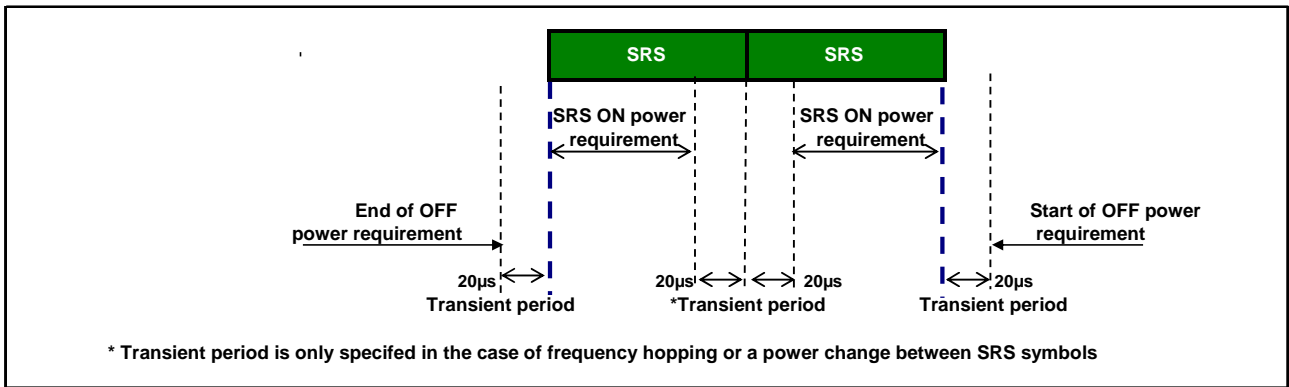 SRS SRS
SRS ON power
requirement
SRS ON power
requirement
End of OFF
power requirement
Start of OFF power
requirement
20µs
Transient period
20µs 20µs
*Transient period
20µs
Transient period
* Transient period is only specifed in the case of frequency hopping or a power change between SRS symbols